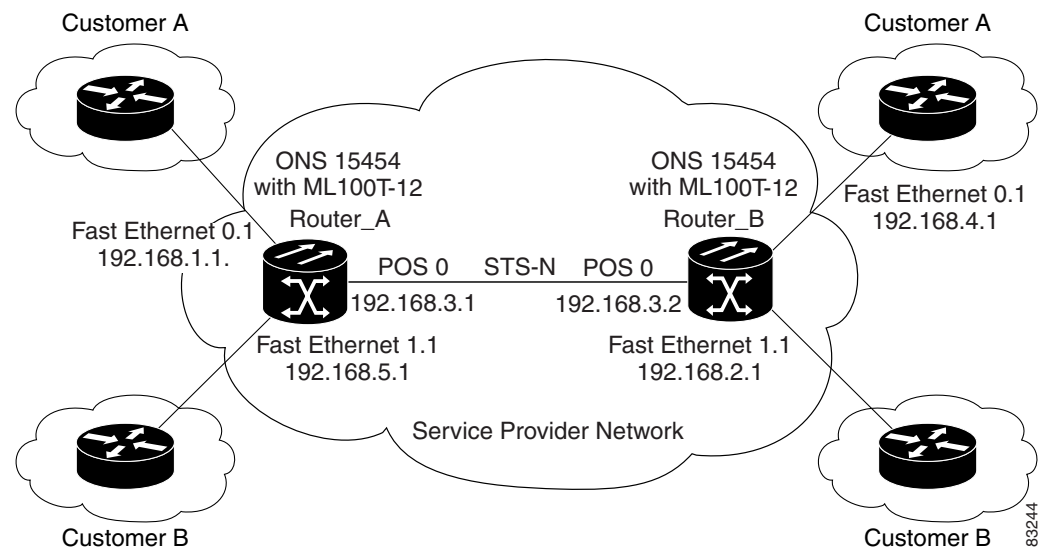 Customer A
Customer A
ONS 15454
with ML100T-12
Router_A
ONS 15454
with ML100T-12
Router_B
Fast Ethernet 0.1
192.168.1.1.
Fast Ethernet 0.1
192.168.4.1
POS 0
STS-N
POS 0
192.168.3.1
192.168.3.2
Fast Ethernet 1.1
192.168.5.1
Fast Ethernet 1.1
192.168.2.1
Service Provider Network
Customer B
Customer B
83244